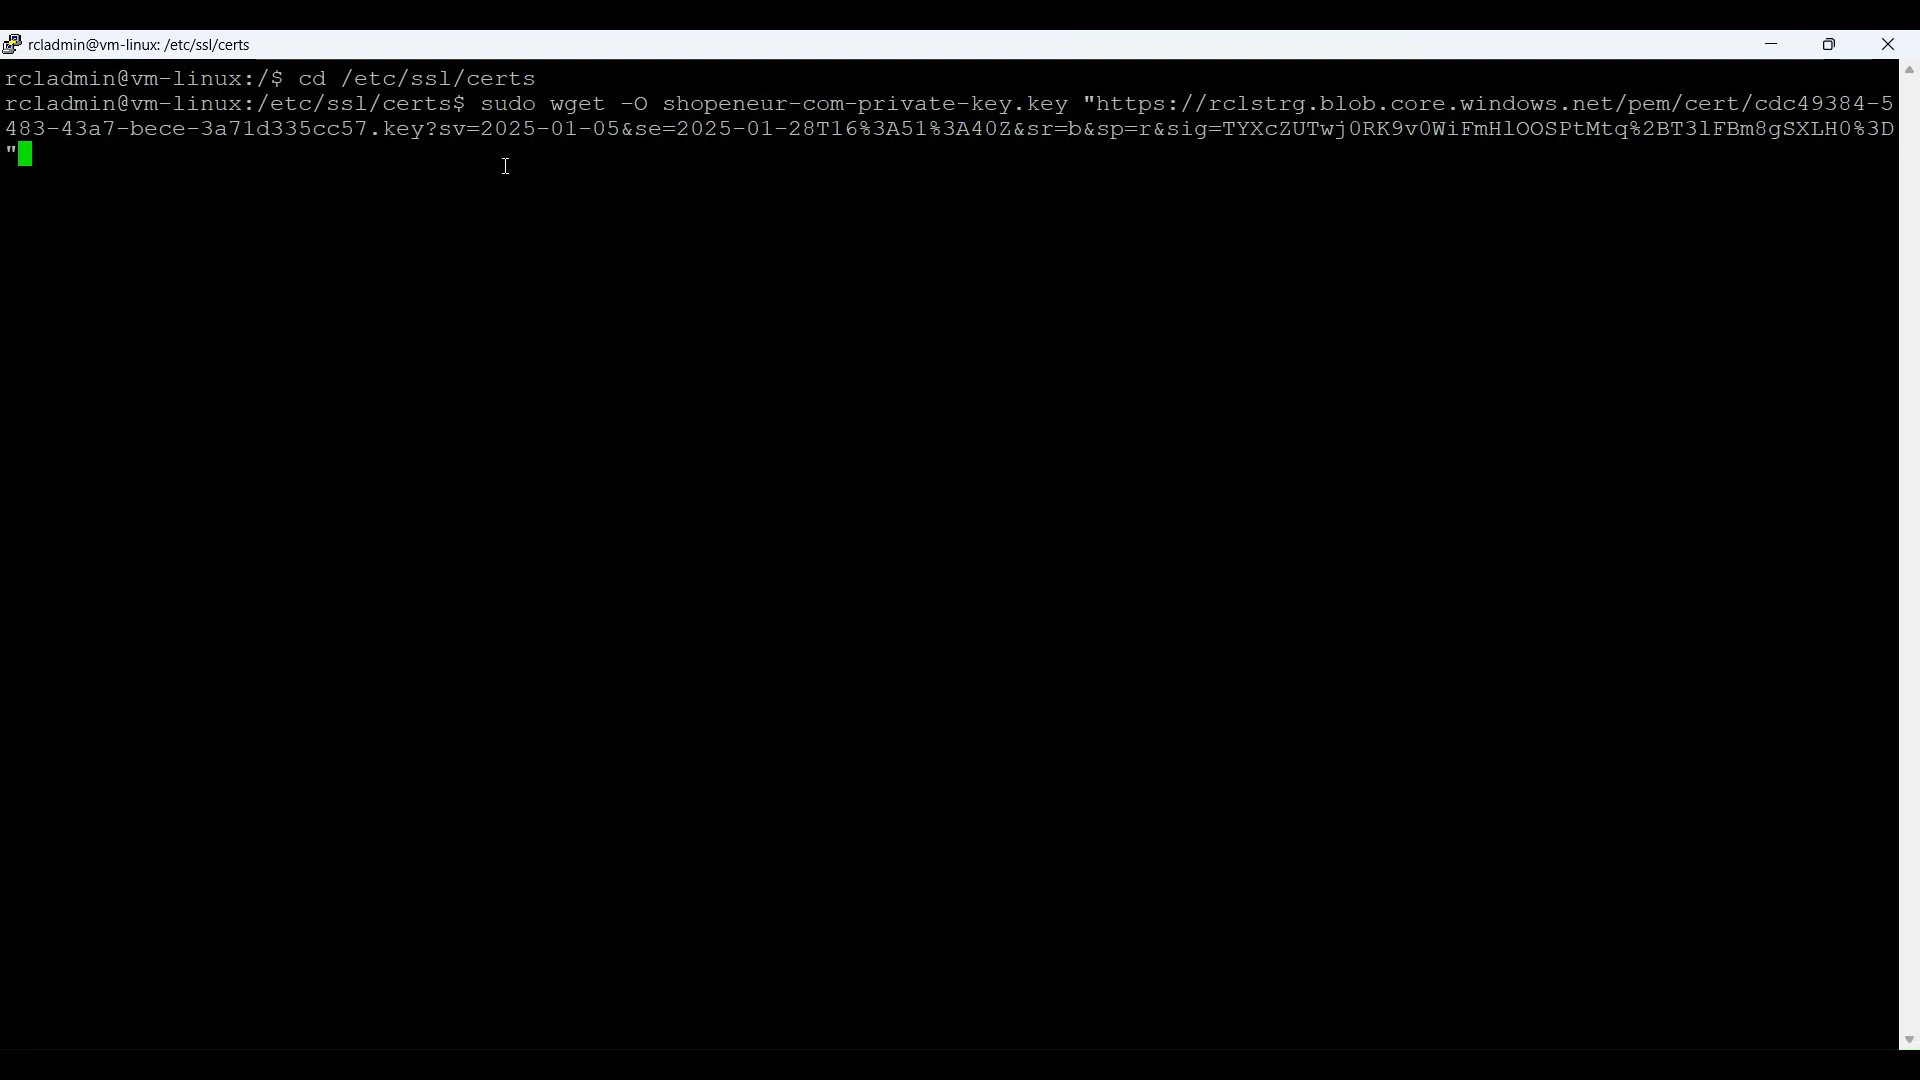 rcladmin@vm-linux: /etc/ssl/certs
rcladmin@vm-linux:/$ cd /etc/ssl/certs
rcladmin@vm-linux:/etc/ssl/certs$ sudo wget -O shopeneur-com-private-key.key "https://rclstrg.blob.core.windows.net/pem/cert/cdc49384-5
483-43a7-bece-3a71d335cc57.key?sv=2025-01-05&se=2025-01-28T16%3A51%3A40Z&sr=b&sp=r&sig=TYXcZUTwj0RK9v0WiFmHlOOSPtMtq%2BT3lFBm8gSXLH0%3D
"